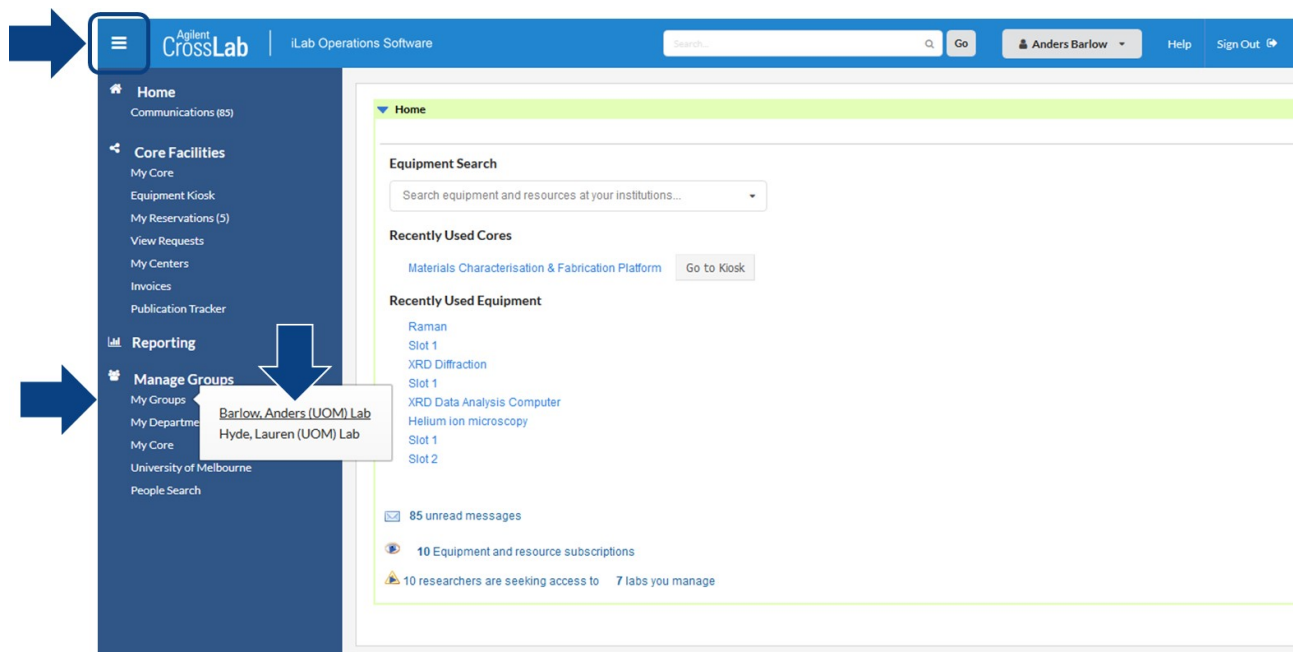 Agilent
CrossLab
iLab Operations Software
Search...
Go
Anders Barlow
Help
Sign Out
Home
Communications (85)
Core Facilities
My Core
Equipment Kiosk
My Reservations (5)
View Requests
My Centers
Invoices
Publication Tracker
Reporting
Manage Groups
My Groups
My Departme
My Core
University of Melbourne
People Search
Barlow, Anders (UOM) Lab
Hyde, Lauren (UOM) Lab
Home
Equipment Search
Search equipment and resources at your institutions...
Recently Used Cores
Materials Characterisation & Fabrication Platform
Go to Kiosk
Recently Used Equipment
Raman
Slot 1
XRD Diffraction
Slot 1
XRD Data Analysis Computer
Helium ion microscopy
Slot 1
Slot 2
85 unread messages
10 Equipment and resource subscriptions
10 researchers are seeking access to 7 labs you manage